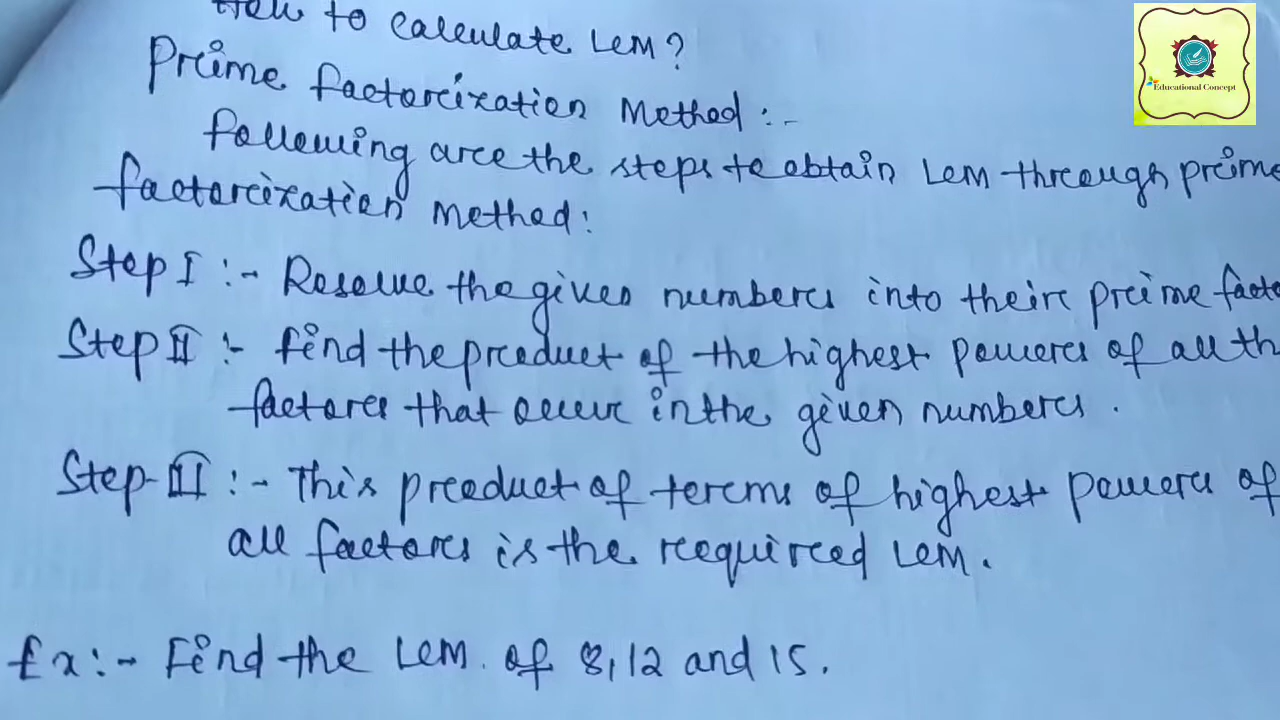 How to calculate LCM?
Prime factorization Method :-
following are the steps to obtain LCM through prime
factorization method:
Step I :- Resolve the given numbers into their prime facto
Step II :- find the product of the highest powers of all th
factors that occur in the given numbers.
Step-III :- This product of terms of highest powers of
all factors is the required LCM.
Ex:- Find the LCM. of 8, 12 and 15.
Educational Concept